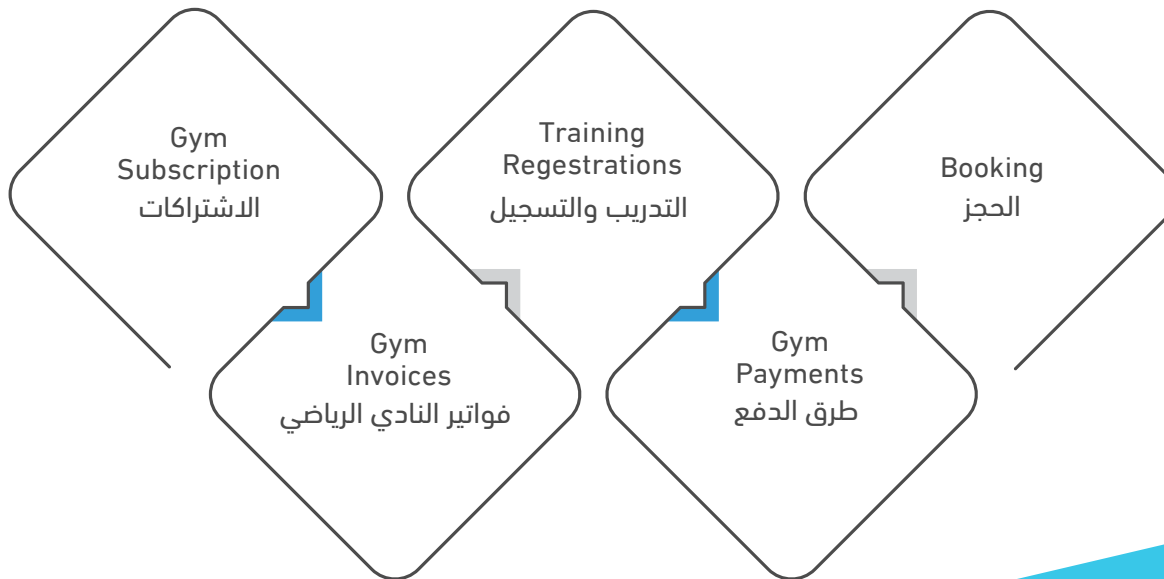 Gym
Subscription
الاشتراكات
Gym
Invoices
فواتير النادي الرياضي
Training
Regestrations
التدريب والتسجيل
Gym
Payments
طرق الدفع
Booking
الحجز